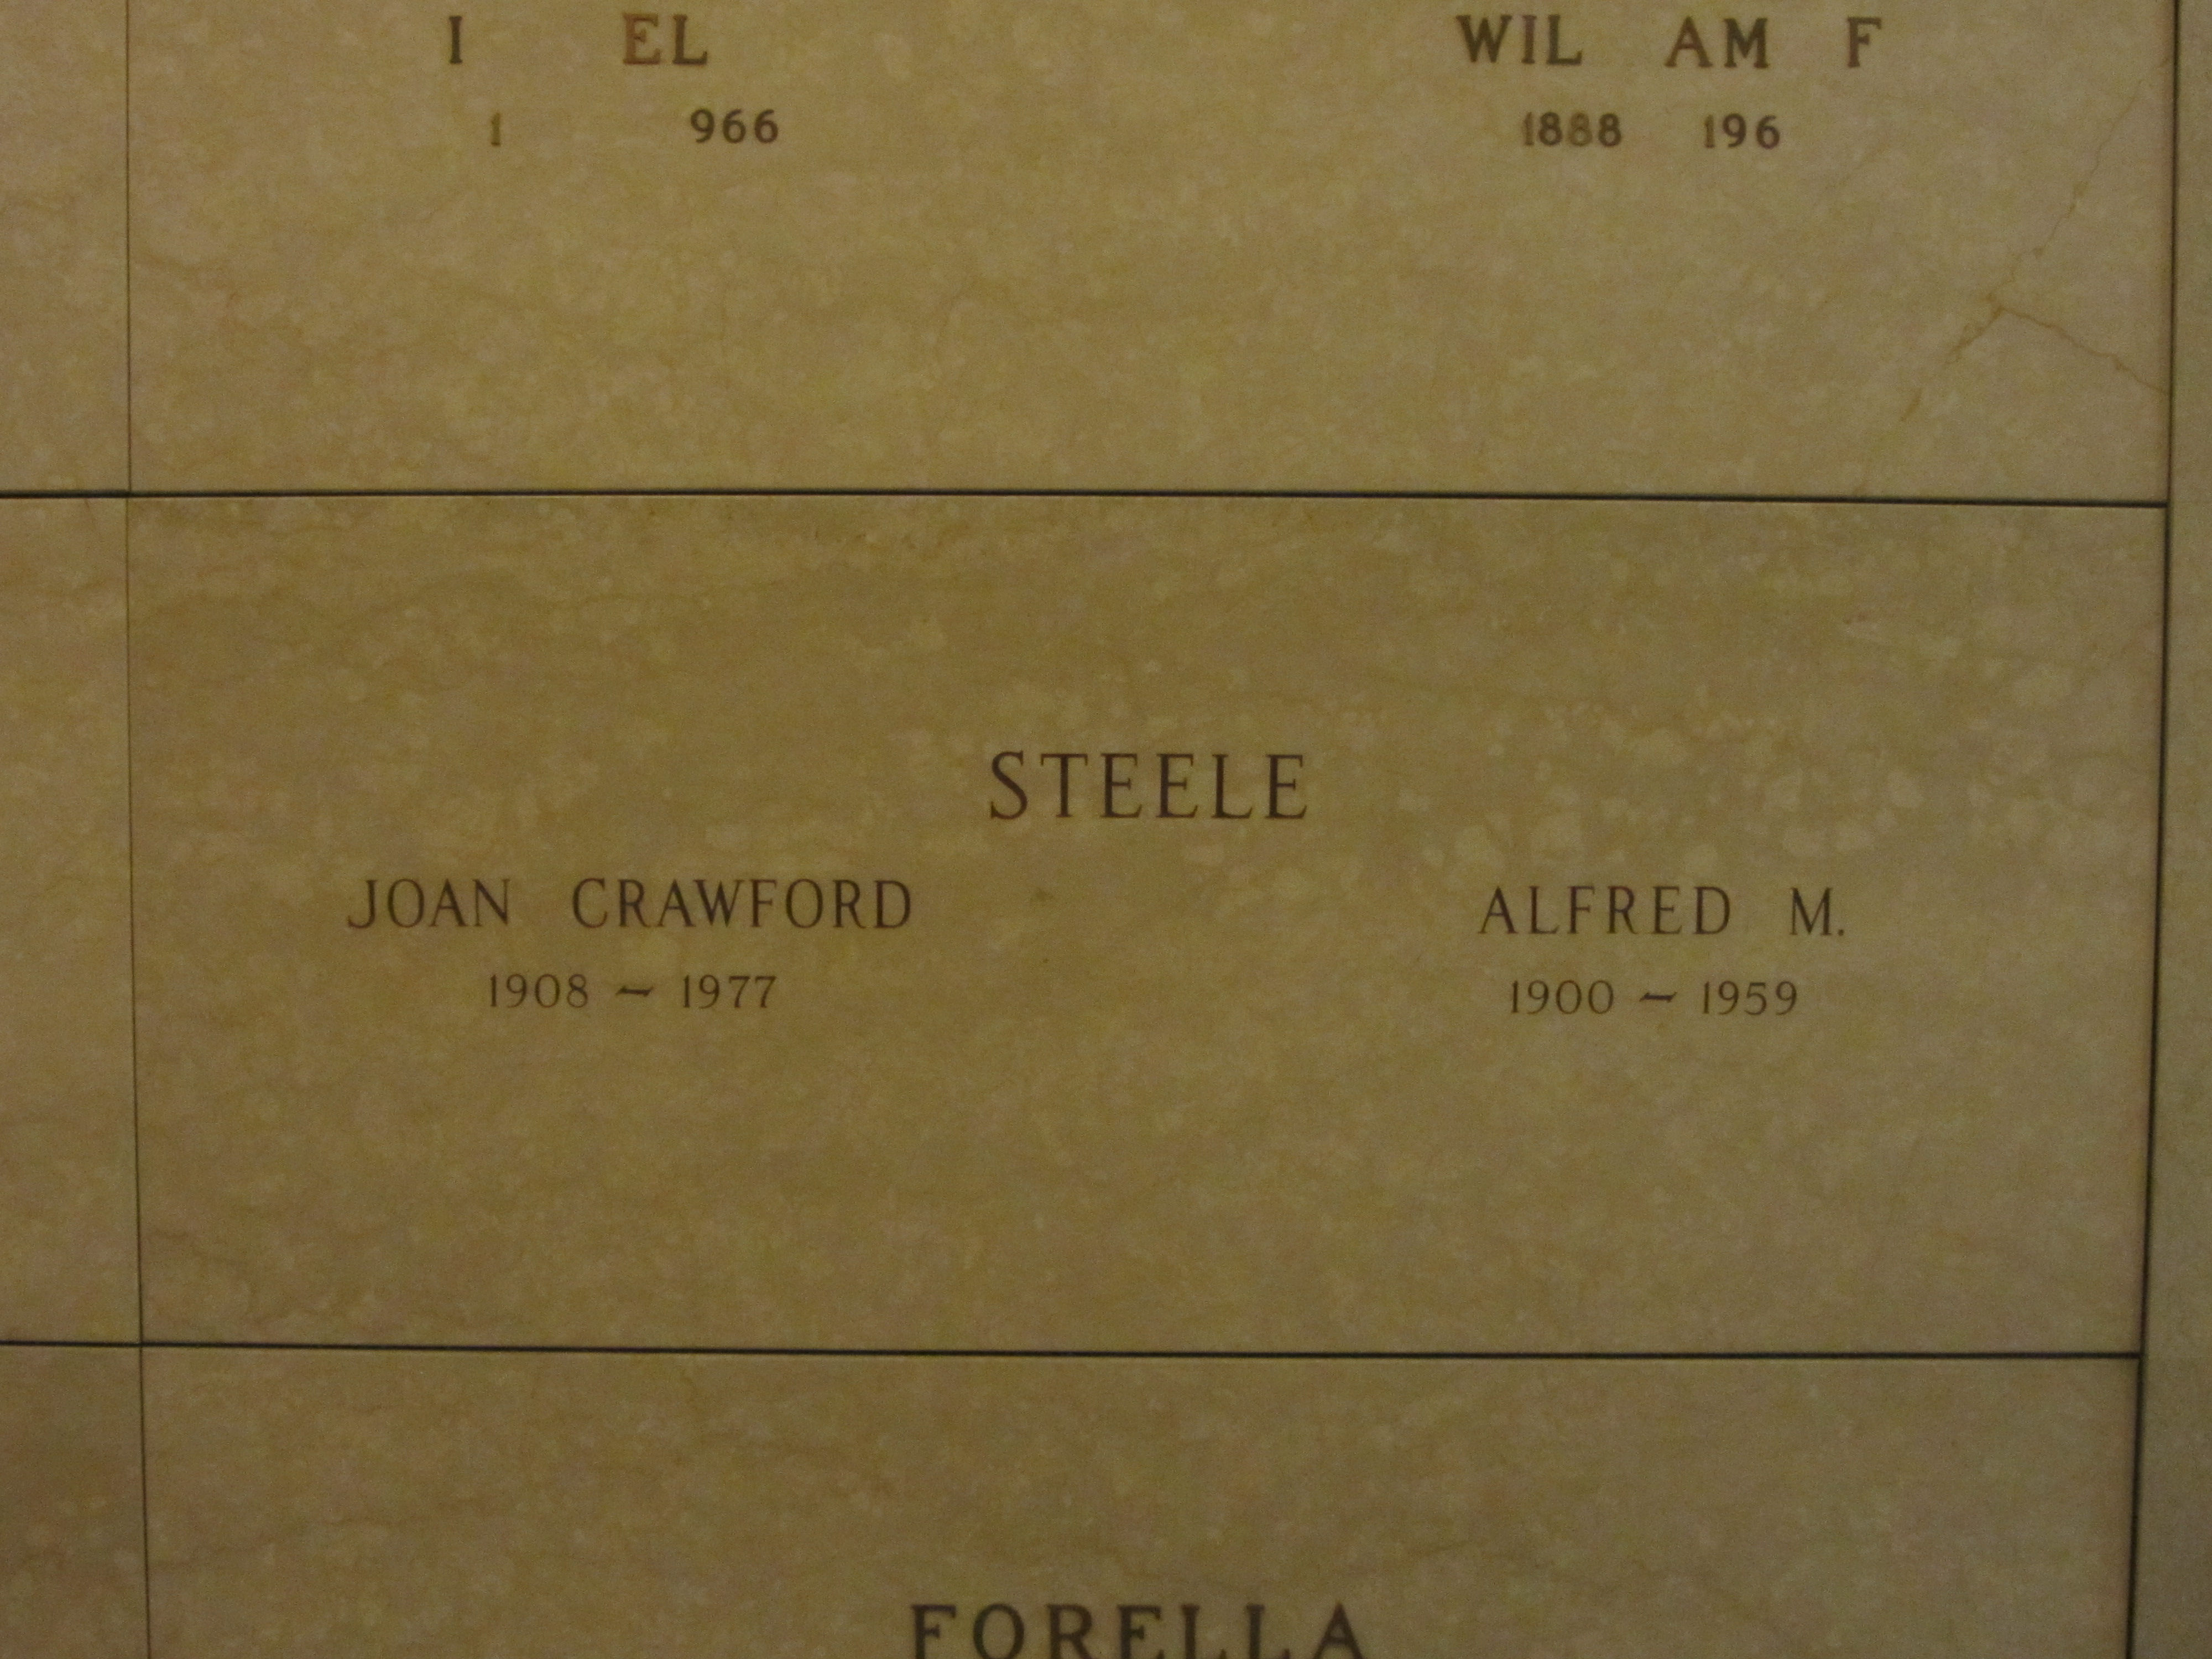 I EL WIL AM F
1 966 1888 196
STEELE
JOAN CRAWFORD ALFRED M.
1908 – 1977 1900 – 1959
FORELLA